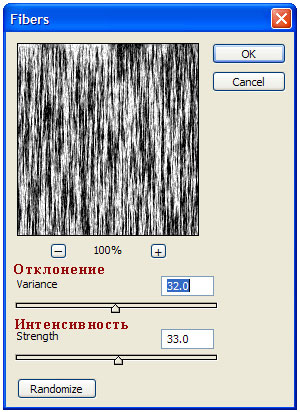 Fibers
OK
Cancel
100%
Отклонение
Variance
32.0
Интенсивность
Strength
33.0
Randomize